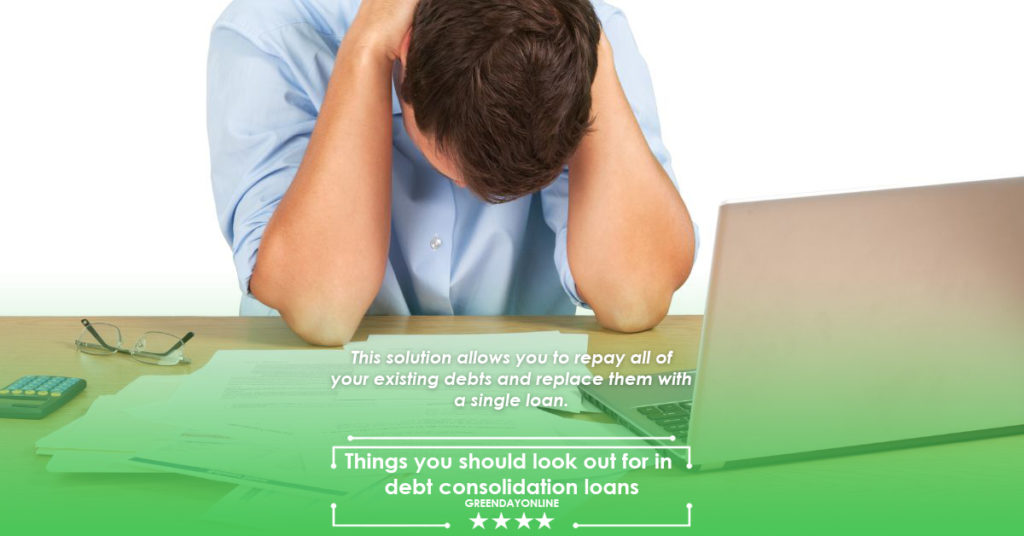 This solution allows you to repay all of
your existing debts and replace them with
a single loan.
Things you should look out for in
debt consolidation loans
GREENDAYONLINE